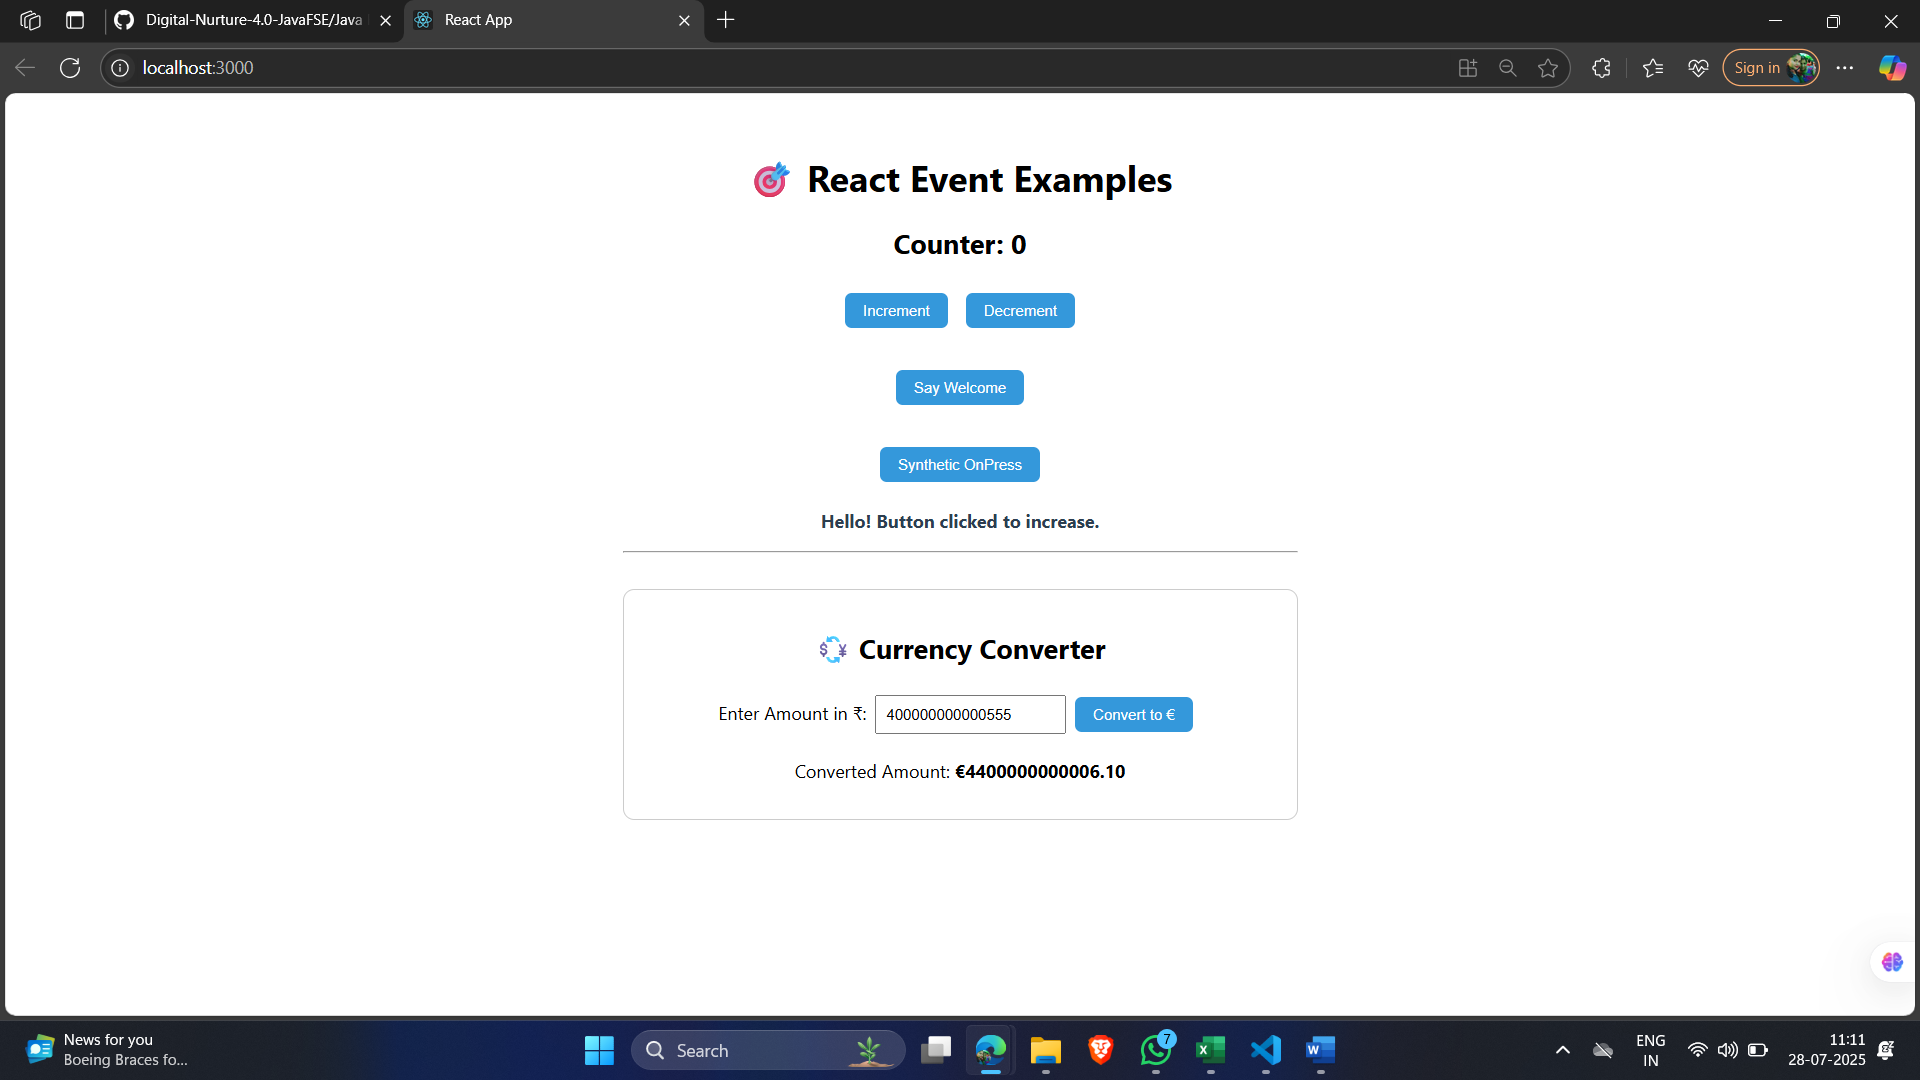 Digital-Nurture-4.0-JavaFSE/Java
React App
localhost:3000
Sign in
React Event Examples
Counter: 0
Increment
Decrement
Say Welcome
Synthetic OnPress
Hello! Button clicked to increase.
Currency Converter
Enter Amount in ₹:
400000000000555
Convert to €
Converted Amount: €4400000000006.10
News for you
Boeing Braces fo...
Search
7
ENG
IN
11:11
28-07-2025